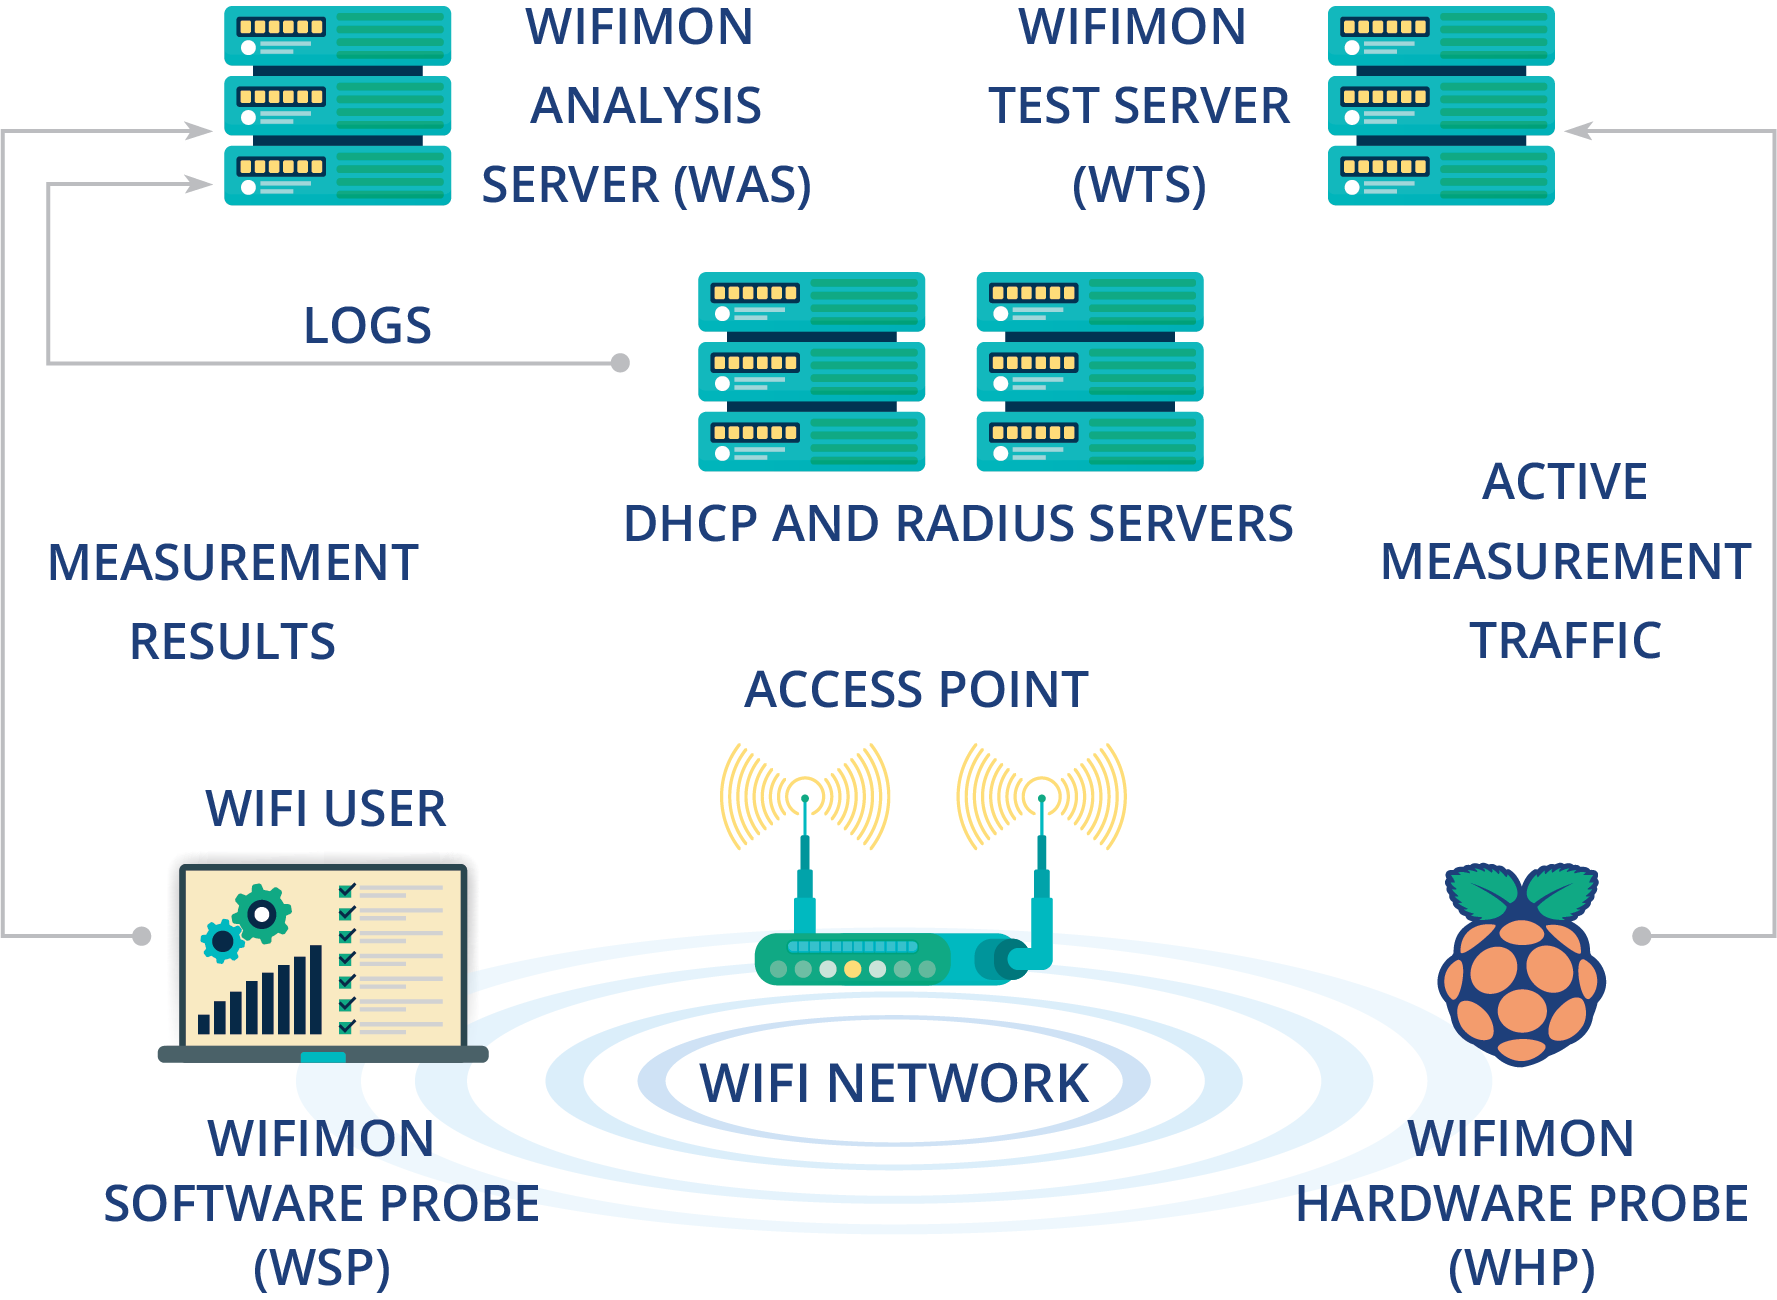 WIFIMON
ANALYSIS
SERVER (WAS)
WIFIMON
TEST SERVER
(WTS)
LOGS
DHCP AND RADIUS SERVERS
MEASUREMENT
RESULTS
ACTIVE
MEASUREMENT
TRAFFIC
ACCESS POINT
WIFI USER
WIFI NETWORK
WIFIMON
SOFTWARE PROBE
(WSP)
WIFIMON
HARDWARE PROBE
(WHP)